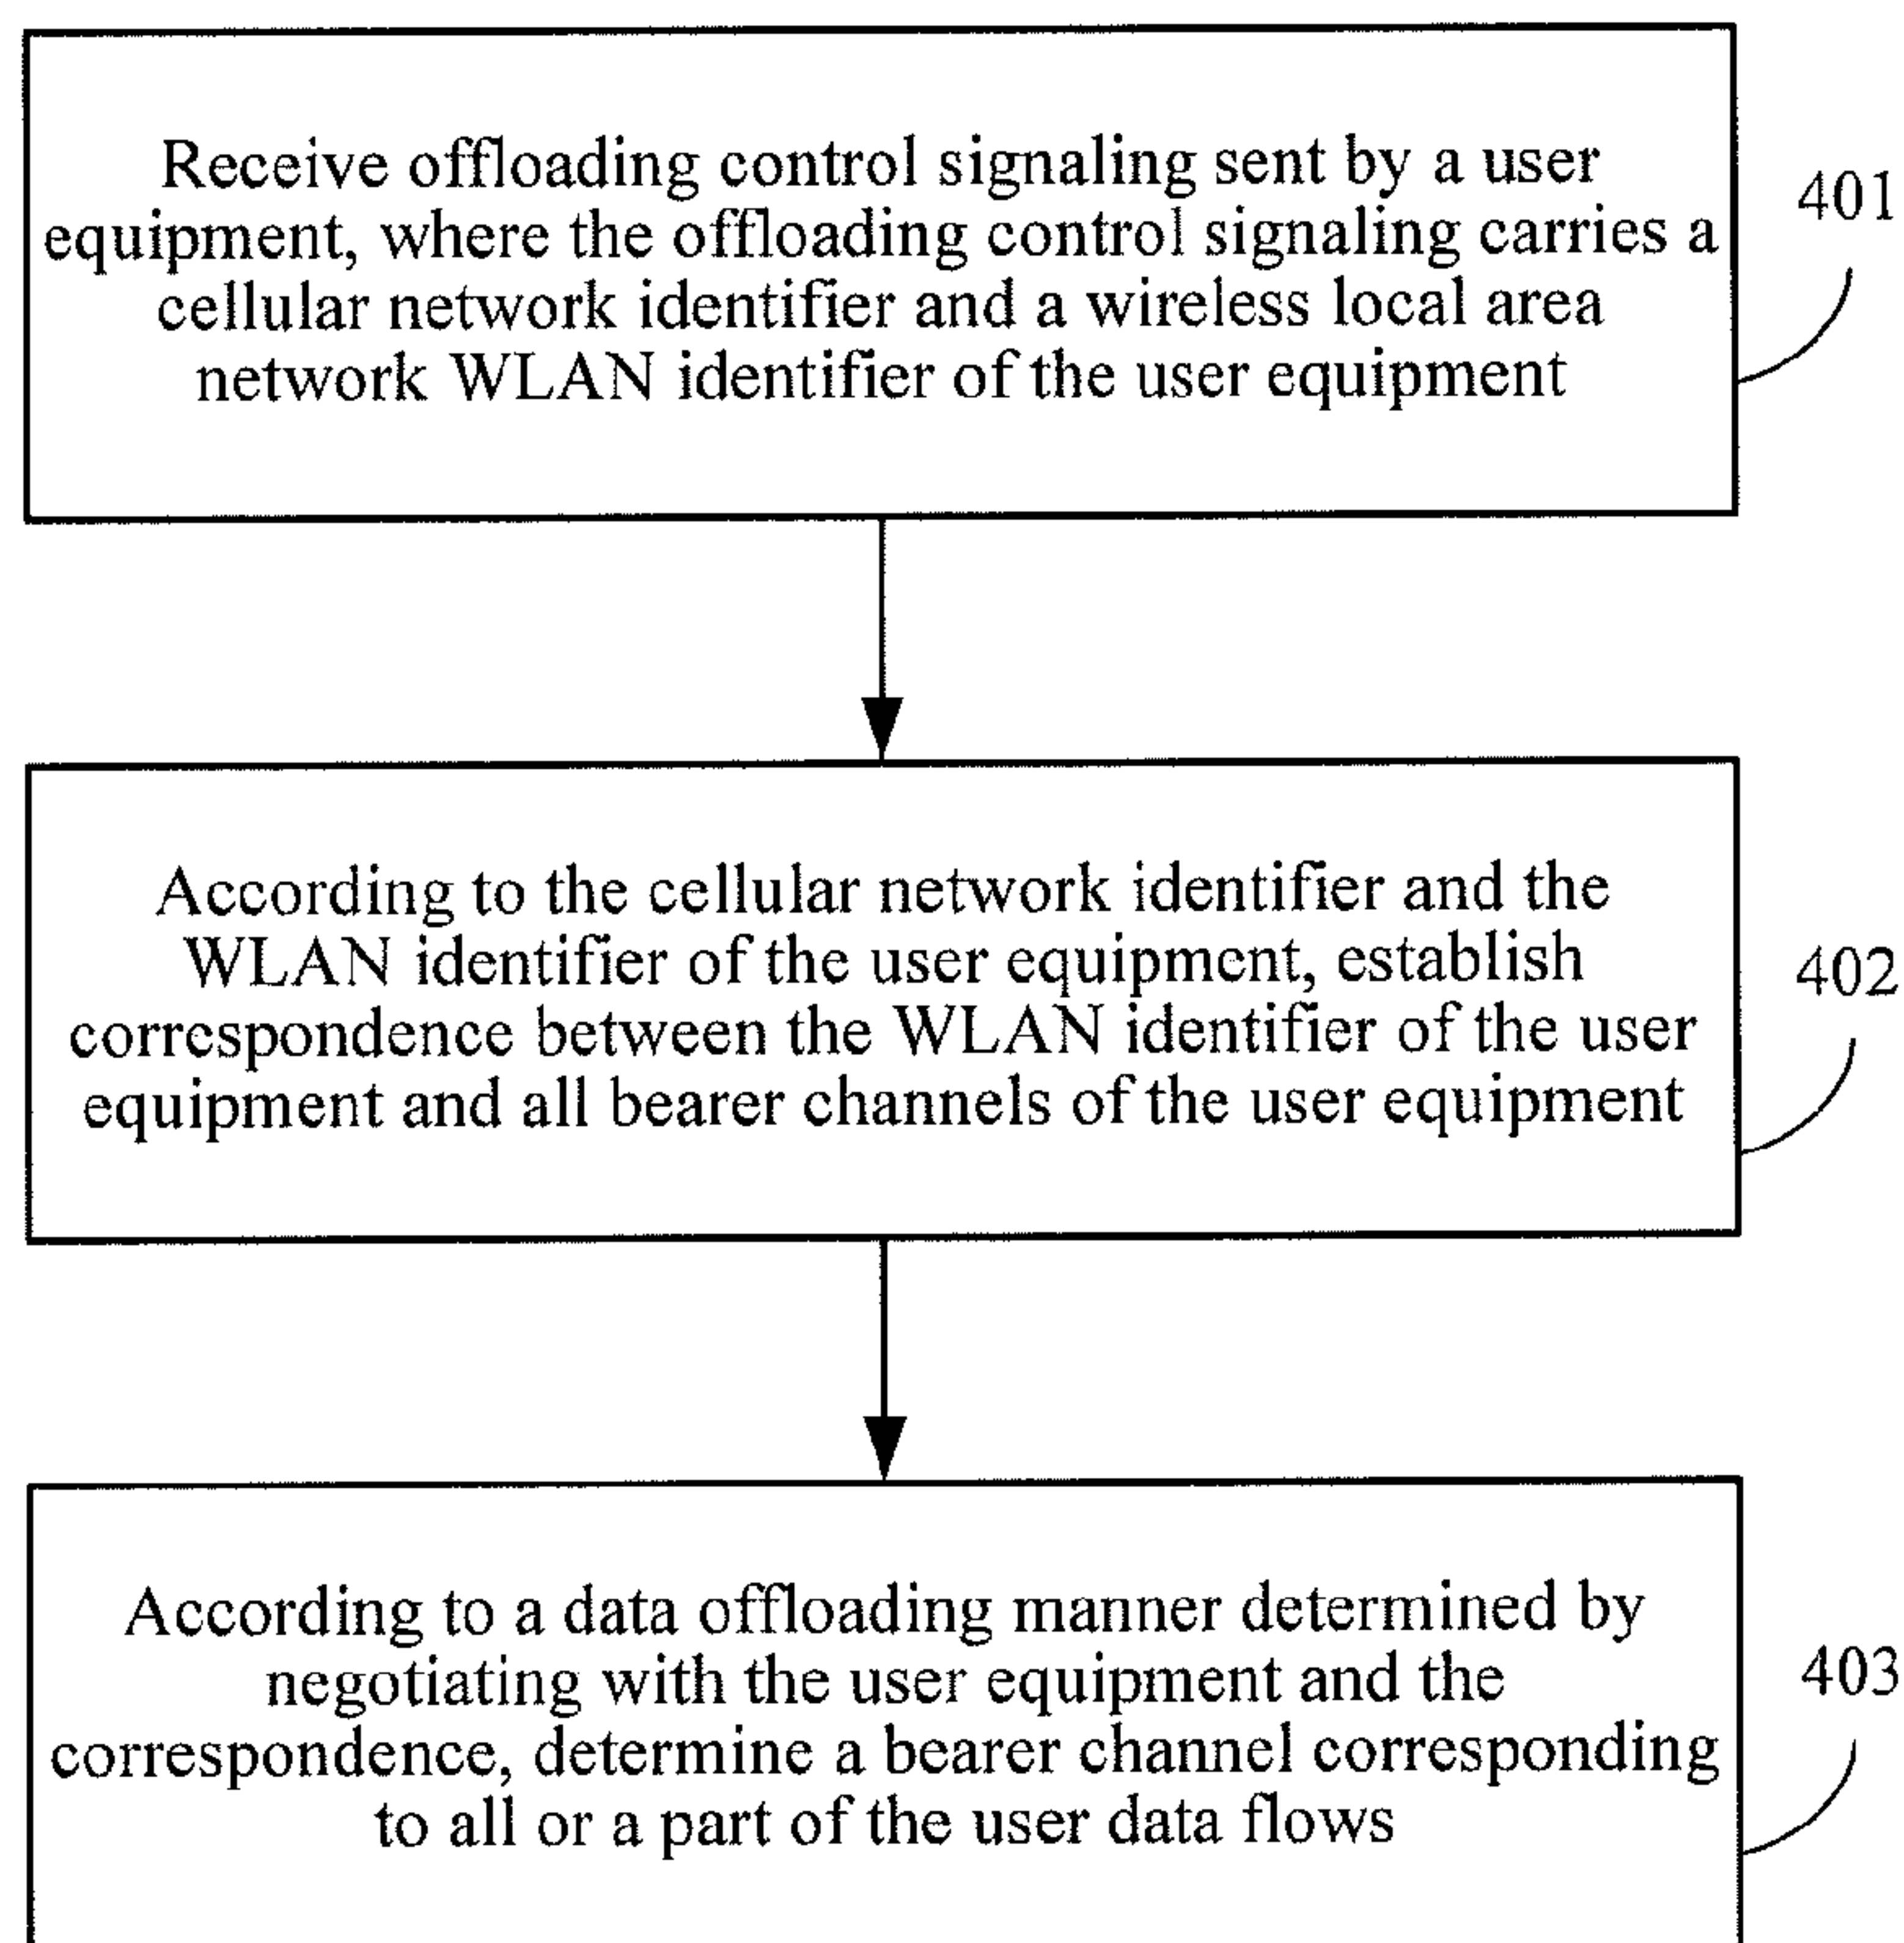 Receive offloading control signaling sent by a user
equipment, where the offloading control signaling carries a
cellular network identifier and a wireless local area
network WLAN identifier of the user equipment
401
According to the cellular network identifier and the
WLAN identifier of the user equipment, establish
correspondence between the WLAN identifier of the user
equipment and all bearer channels of the user equipment
402
According to a data offloading manner determined by
negotiating with the user equipment and the
correspondence, determine a bearer channel corresponding
to all or a part of the user data flows
403